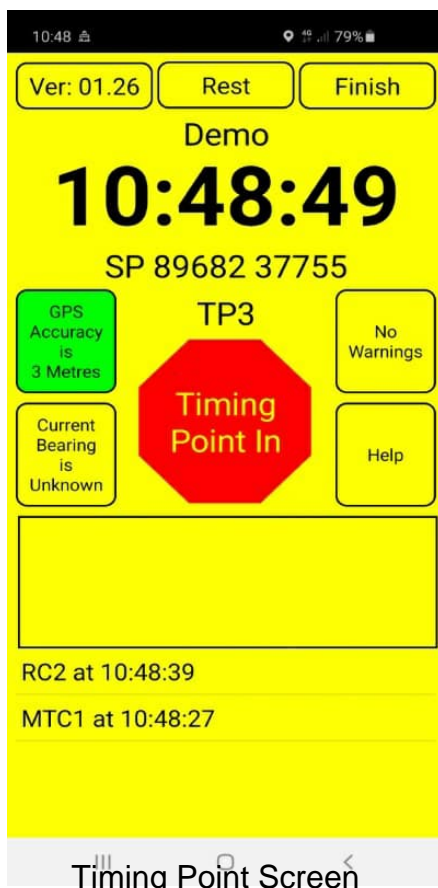 10:48 4G 79%
Ver: 01.26 Rest Finish
Demo
10:48:49
SP 89682 37755
GPS
Accuracy
is
3 Metres
TP3
No
Warnings
Timing
Point In
Current
Bearing
is
Unknown
Help
RC2 at 10:48:39
MTC1 at 10:48:27
Timing Point Screen